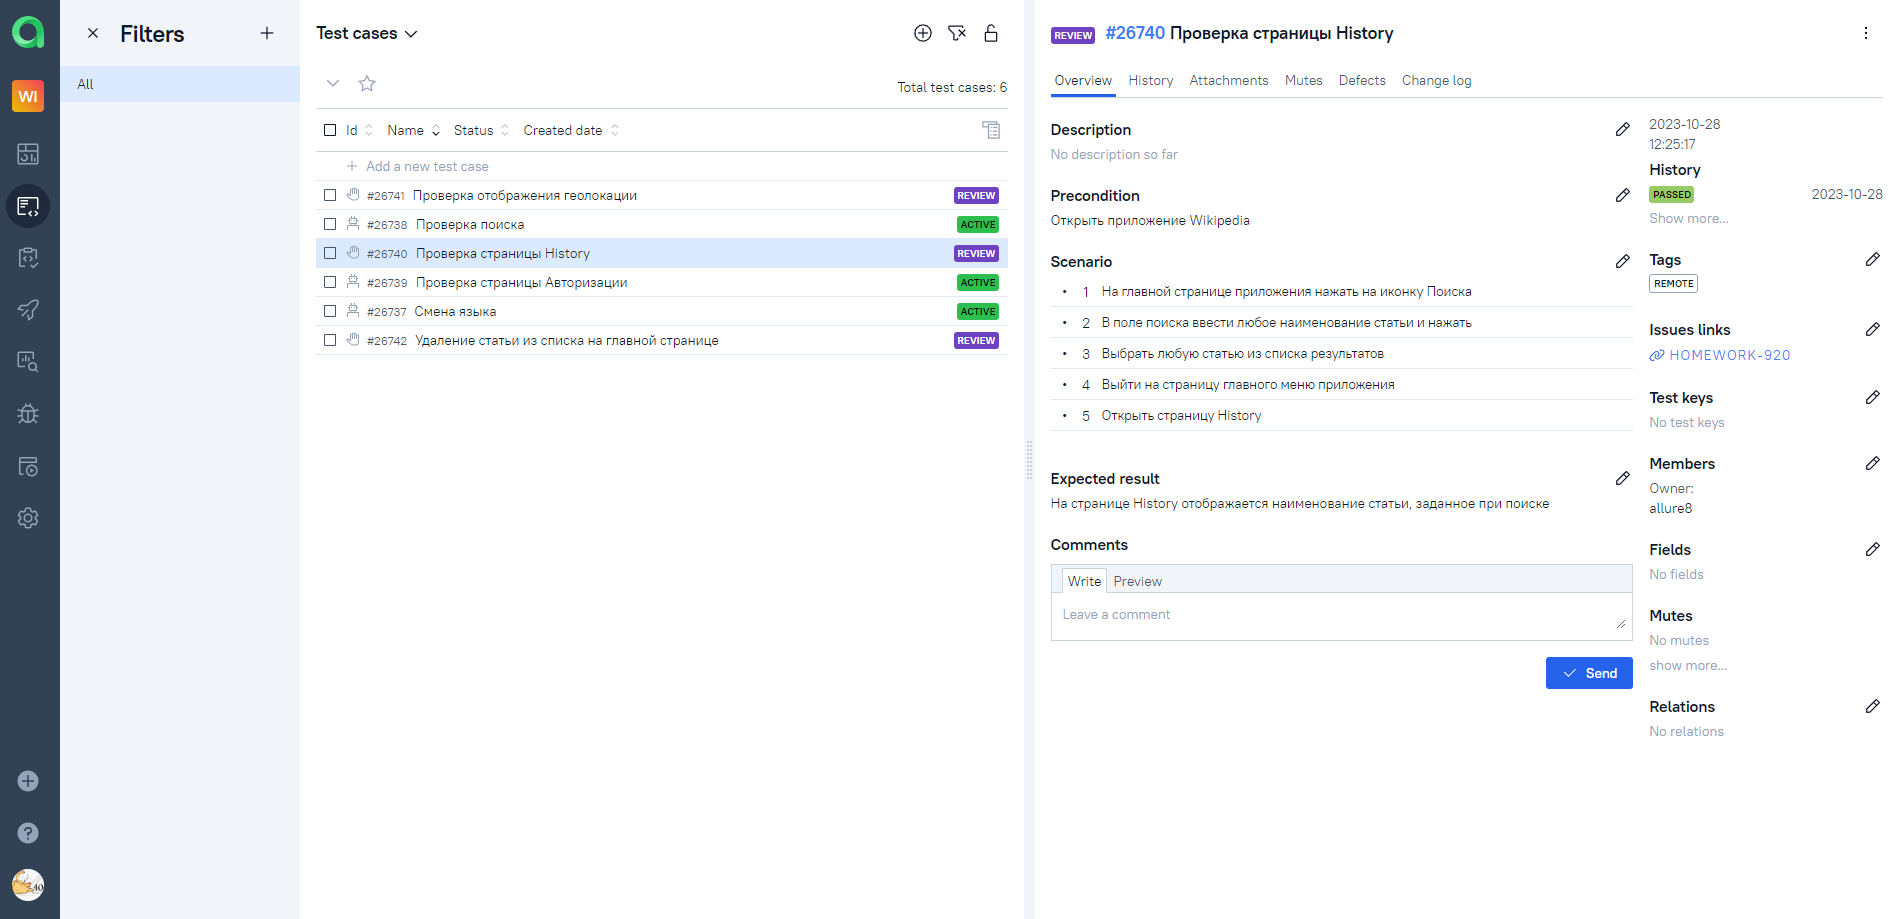 WI
Filters
All
Test cases
Total test cases: 6
Id Name Status Created date
Add a new test case
#26741 Проверка отображения геолокации REVIEW
#26738 Проверка поиска ACTIVE
#26740 Проверка страницы History REVIEW
#26739 Проверка страницы Авторизации ACTIVE
#26737 Смена языка ACTIVE
#26742 Удаление статьи из списка на главной странице REVIEW
REVIEW #26740 Проверка страницы History
Overview History Attachments Mutes Defects Change log
Description
No description so far
Precondition
Открыть приложение Wikipedia
Scenario
• 1 На главной странице приложения нажать на иконку Поиска
• 2 В поле поиска ввести любое наименование статьи и нажать
• 3 Выбрать любую статью из списка результатов
• 4 Выйти на страницу главного меню приложения
• 5 Открыть страницу History
Expected result
На странице History отображается наименование статьи, заданное при поиске
Comments
Write Preview
Leave a comment
Send
2023-10-28
12:25:17
History
PASSED 2023-10-28
Show more...
Tags
REMOTE
Issues links
HOMEWORK-920
Test keys
No test keys
Members
Owner:
allure8
Fields
No fields
Mutes
No mutes
show more...
Relations
No relations
?
40